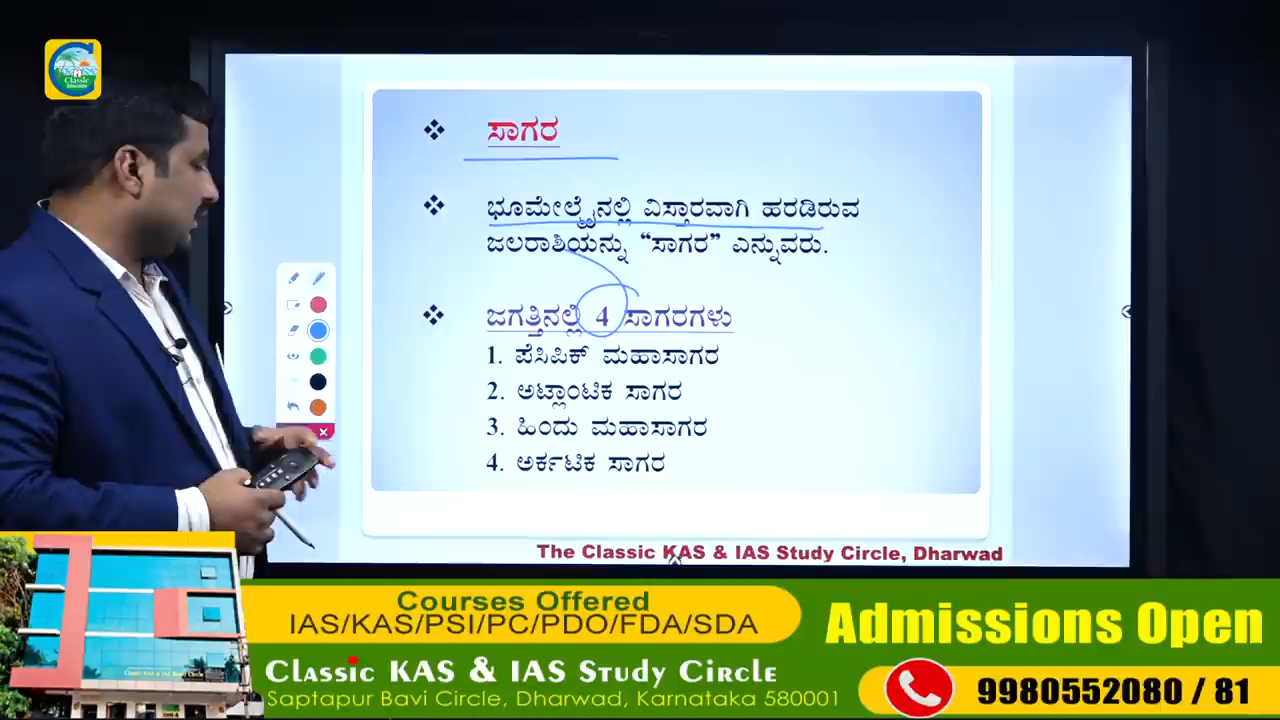 Classic
Education
ಸಾಗರ
ಭೂಮೇಲ್ಮೈನಲ್ಲಿ ವಿಸ್ತಾರವಾಗಿ ಹರಡಿರುವ
ಜಲರಾಶಿಯನ್ನು “ಸಾಗರ” ಎನ್ನುವರು.
ಜಗತ್ತಿನಲ್ಲಿ 4 ಸಾಗರಗಳು
1. ಪೆಸಿಪಿಕ್ ಮಹಾಸಾಗರ
2. ಅಟ್ಲಾಂಟಿಕ ಸಾಗರ
3. ಹಿಂದು ಮಹಾಸಾಗರ
4. ಅರ್ಕಟಿಕ ಸಾಗರ
The Classic KAS & IAS Study Circle, Dharwad
Courses Offered
IAS/KAS/PSI/PC/PDO/FDA/SDA
Classic KAS & IAS Study Circle
Saptapur Bavi Circle, Dharwad, Karnataka 580001
Admissions Open
9980552080 / 81